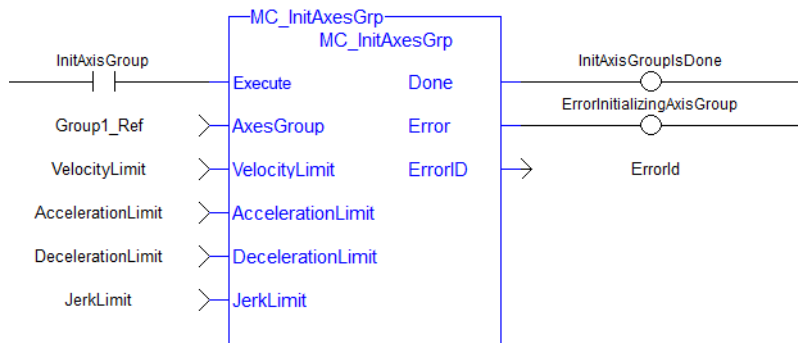 MC_InitAxesGrp
MC_InitAxesGrp
InitAxisGroup
InitAxisGroupIsDone
Execute
Done
ErrorInitializingAxisGroup
Group1_Ref
AxesGroup
Error
VelocityLimit
VelocityLimit
ErrorID
ErrorId
AccelerationLimit
AccelerationLimit
DecelerationLimit
DecelerationLimit
JerkLimit
JerkLimit